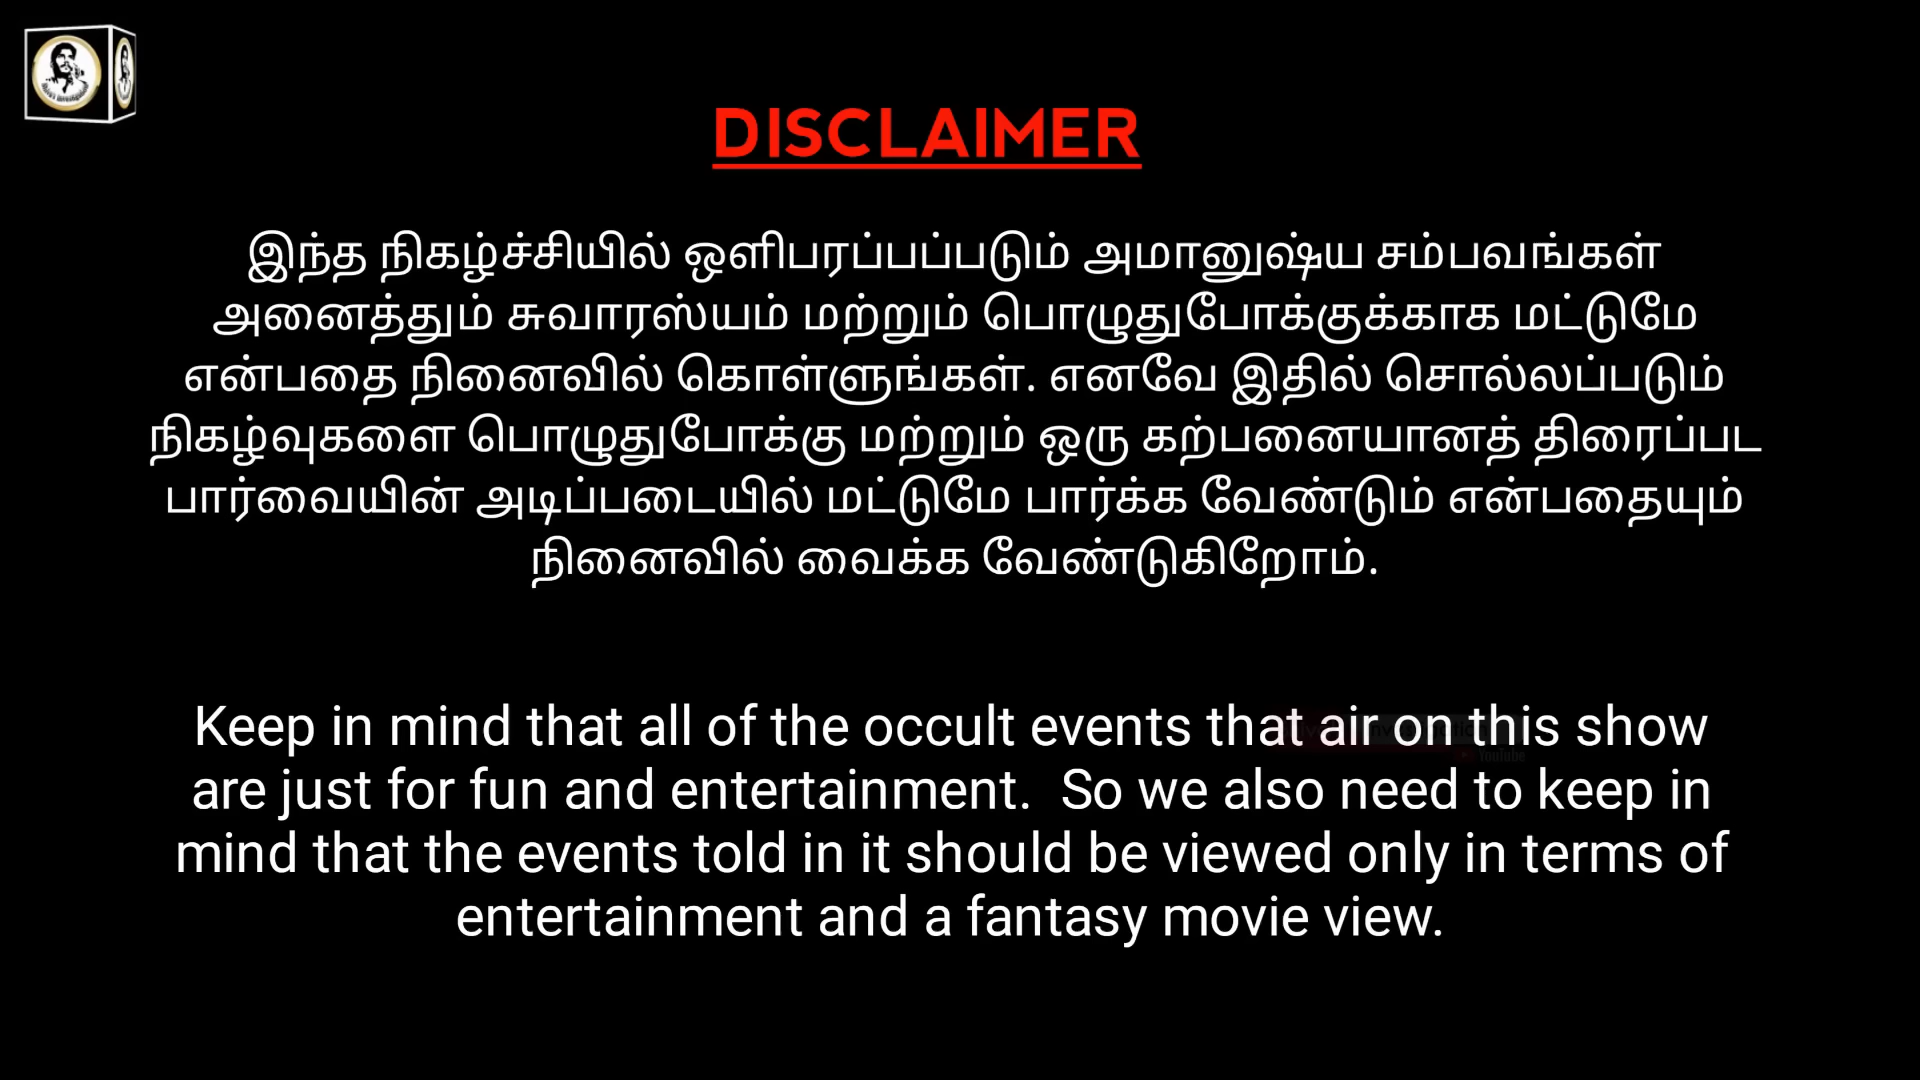 DISCLAIMER
இந்த நிகழ்ச்சியில் ஒளிபரப்பப்படும் அமானுஷ்ய சம்பவங்கள்
அனைத்தும் சுவாரஸ்யம் மற்றும் பொழுதுபோக்குக்காக மட்டுமே
என்பதை நினைவில் கொள்ளுங்கள். எனவே இதில் சொல்லப்படும்
நிகழ்வுகளை பொழுதுபோக்கு மற்றும் ஒரு கற்பனையானத் திரைப்பட
பார்வையின் அடிப்படையில் மட்டுமே பார்க்க வேண்டும் என்பதையும்
நினைவில் வைக்க வேண்டுகிறோம்.
Keep in mind that all of the occult events that air on this show
YouTube
are just for fun and entertainment. So we also need to keep in
mind that the events told in it should be viewed only in terms of
entertainment and a fantasy movie view.